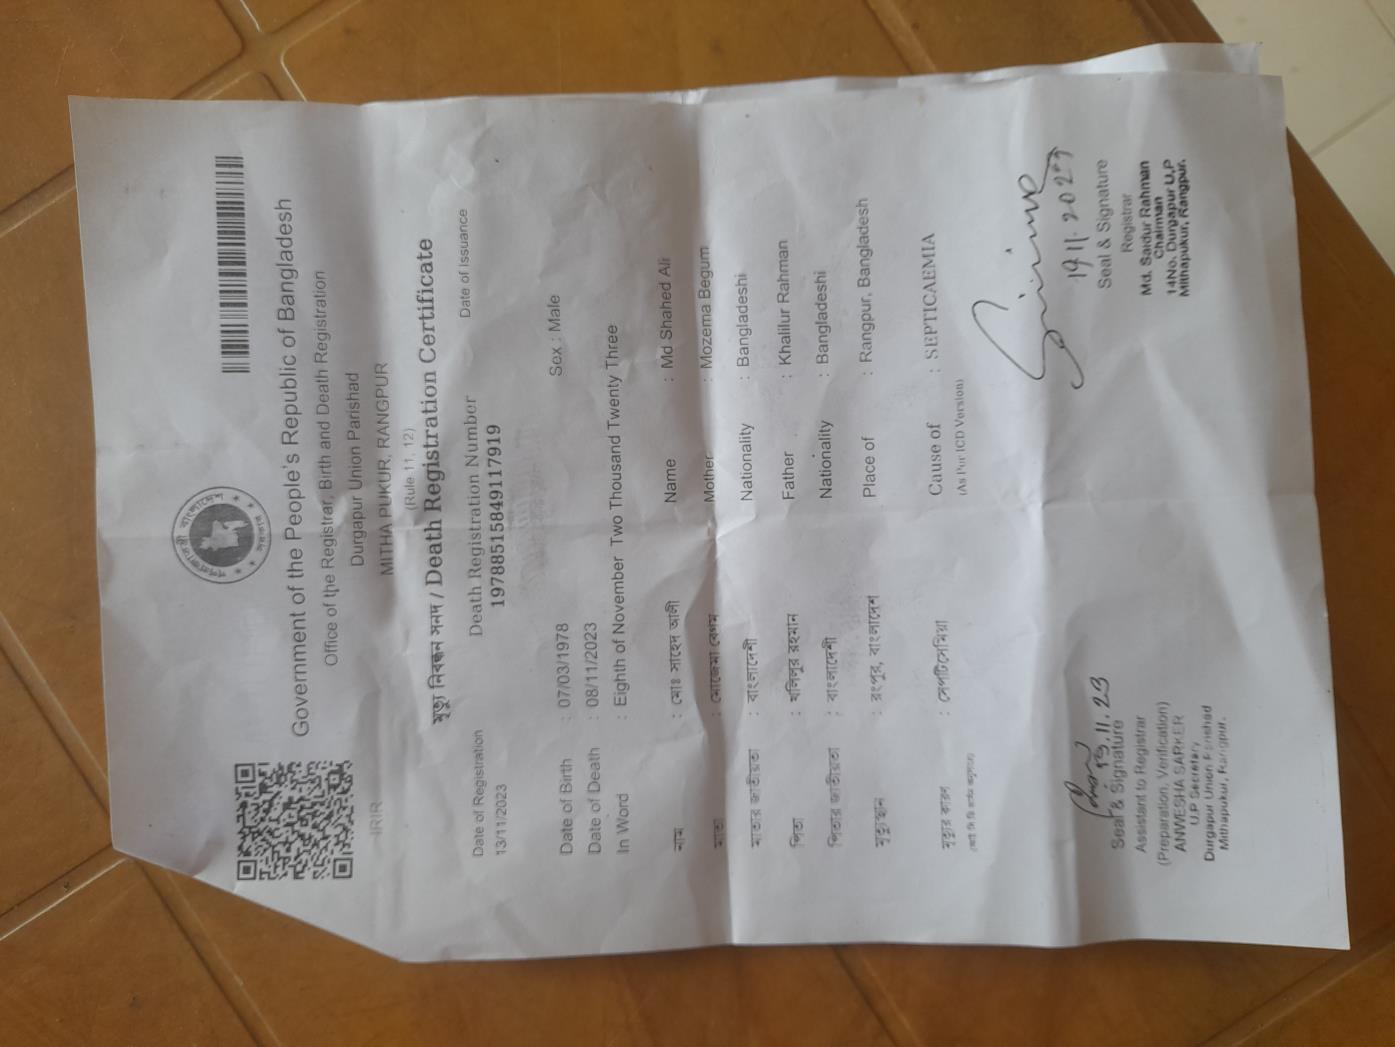 গণপ্রজাতন্ত্রী বাংলাদেশ
সরকার
Government of the People's Republic of Bangladesh
Office of the Registrar, Birth and Death Registration
Durgapur Union Parishad
MITHA PUKUR, RANGPUR
(Rule 11, 12)
মৃত্যু নিবন্ধন সনদ / Death Registration Certificate
Date of Registration Death Registration Number Date of Issuance
13/11/2023 19788515849117919
Date of Birth : 07/03/1978 Sex : Male
Date of Death : 08/11/2023
In Word : Eighth of November Two Thousand Twenty Three
নাম : মোঃ সাহেদ আলী Name : Md Shahed Ali
মাতা : মোজেমা বেগম Mother : Mozema Begum
মাতার জাতীয়তা : বাংলাদেশী Nationality : Bangladeshi
পিতা : খলিলুর রহমান Father : Khalilur Rahman
পিতার জাতীয়তা : বাংলাদেশী Nationality : Bangladeshi
মৃত্যুস্থান : রংপুর, বাংলাদেশ Place of : Rangpur, Bangladesh
মৃত্যুর কারণ : সেপটিসেমিয়া Cause of : SEPTICAEMIA
(As Per ICD Version)
13.11.23
Seal & Signature
Assistant to Registrar
(Preparation, Verification)
ANWESHA SARKER
U.P Secretary
Durgapur Union Parishad
Mithapukur, Rangpur.
Seal & Signature
Registrar
Md. Saidur Rahman
Chairman
14No. Durgapur U.P
Mithapukur, Rangpur.